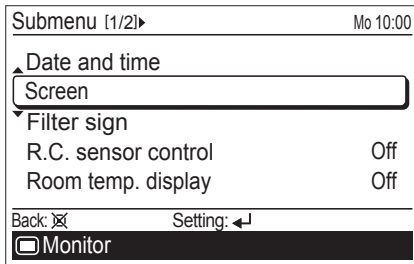 Submenu [1/2]▸ Mo 10:00
Date and time
Screen
Filter sign
R.C. sensor control Off
Room temp. display Off
Back: Setting: ↵
Monitor